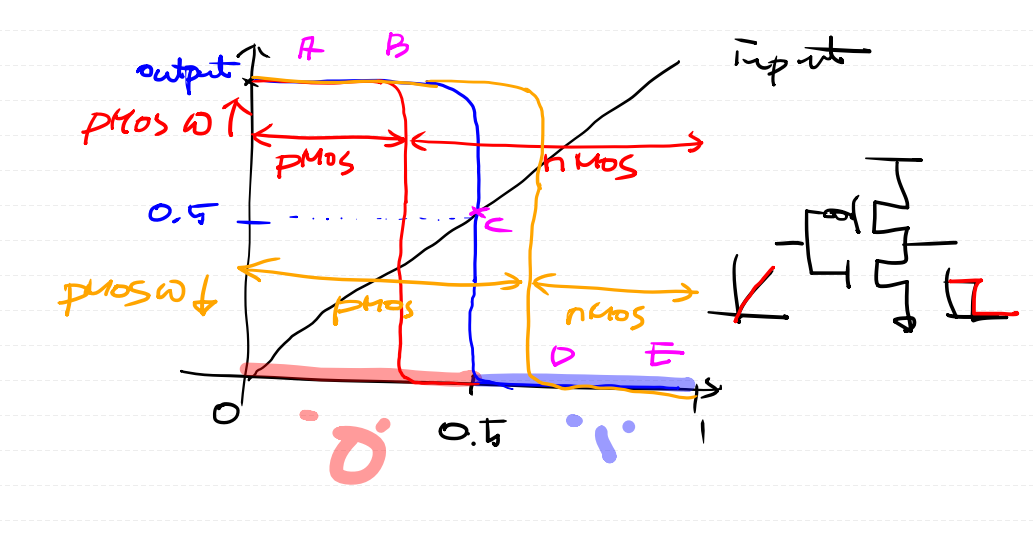 A B
input
output
pMOS ω ↑
pMOS
nMOS
0.5
C
pMOS ω ↓
pMOS
nMOS
D E
0
0.5
1
"0"
"1"